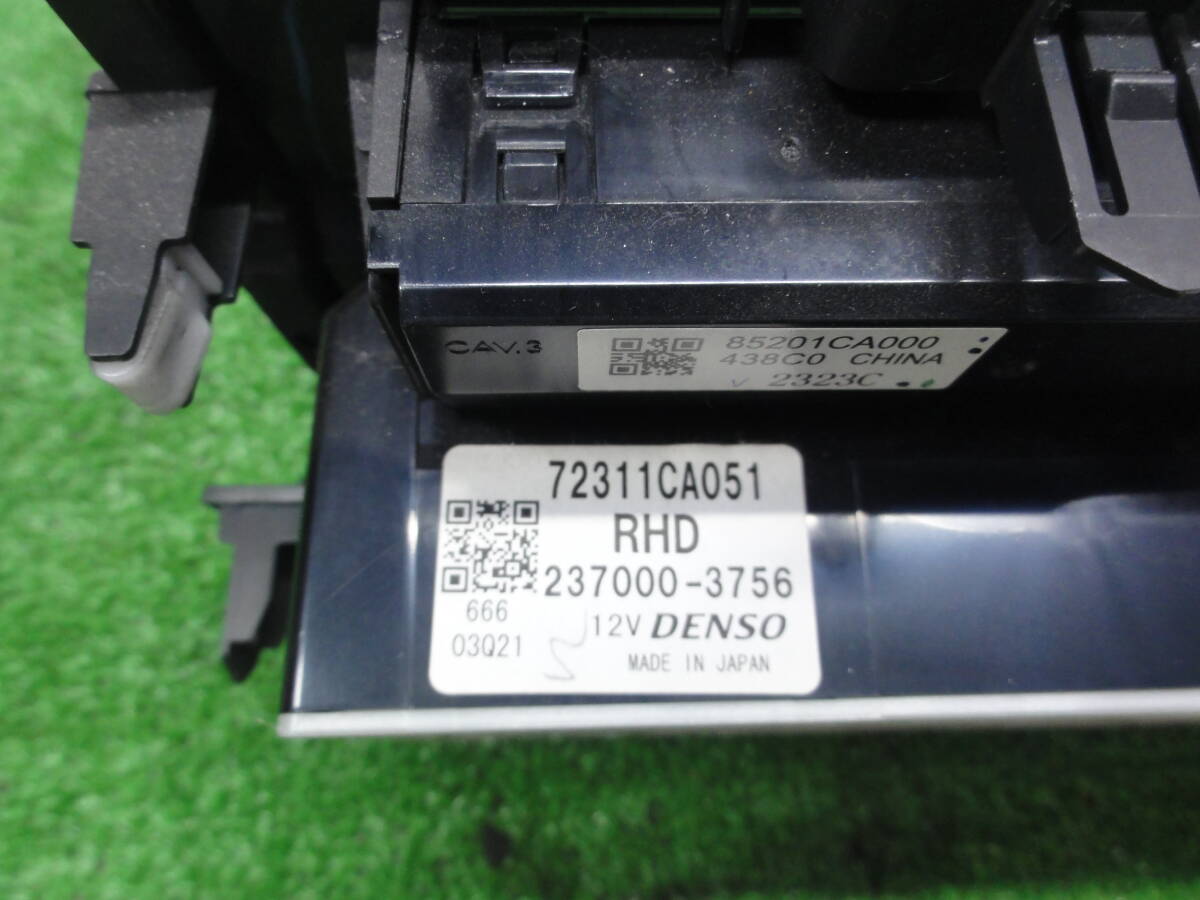 CAV.3
85201CA000
438C0 CHINA
V 2323C
72311CA051
RHD
237000-3756
666
12V DENSO
03Q21
MADE IN JAPAN